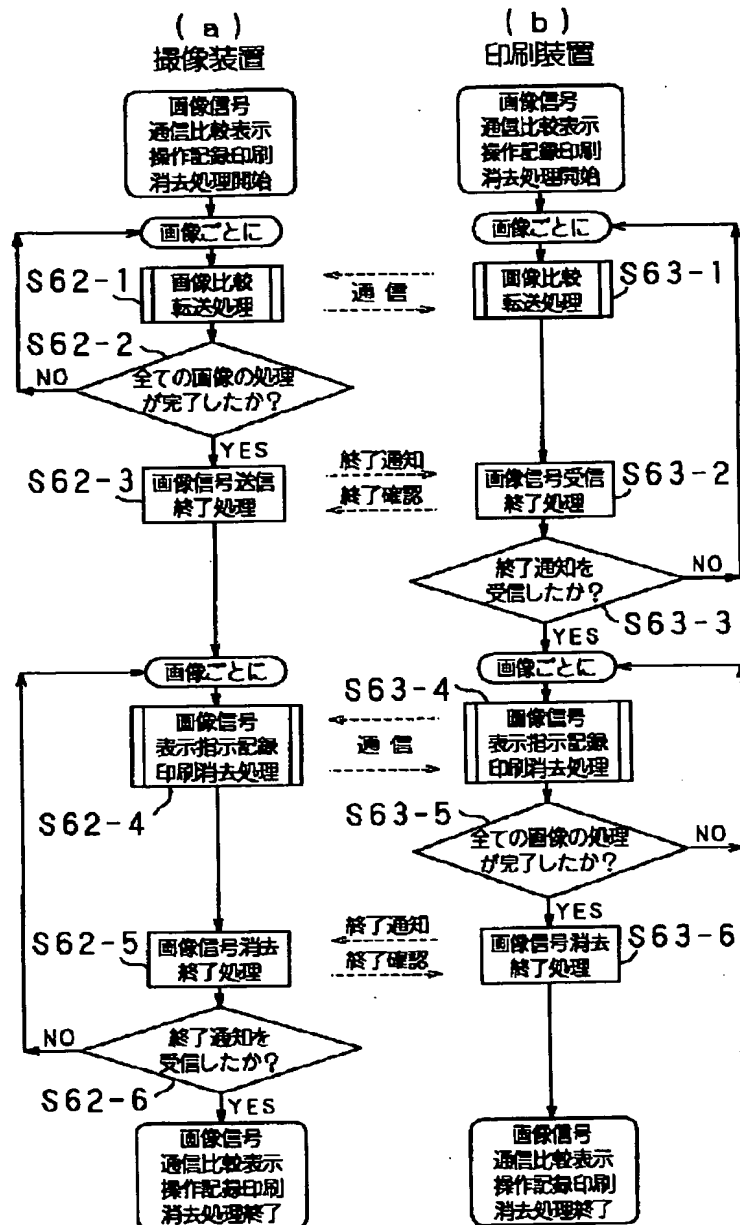 (a)
撮像装置
画像信号
通信比較表示
操作記録印刷
消去処理開始
画像ごとに
S62-1
画像比較
転送処理
S62-2
NO
全ての画像の処理
が完了したか?
YES
S62-3
画像信号送信
終了処理
画像ごとに
画像信号
表示指示記録
印刷消去処理
S62-4
S62-5
画像信号消去
終了処理
NO
終了通知を
受信したか?
S62-6
YES
画像信号
通信比較表示
操作記録印刷
消去処理終了
通信
終了通知
終了確認
通信
終了通知
終了確認
(b)
印刷装置
画像信号
通信比較表示
操作記録印刷
消去処理開始
画像ごとに
S63-1
画像比較
転送処理
S63-2
画像信号受信
終了処理
終了通知を
受信したか?
NO
S63-3
YES
画像ごとに
S63-4
画像信号
表示指示記録
印刷消去処理
S63-5
全ての画像の処理
が完了したか?
NO
YES
S63-6
画像信号消去
終了処理
画像信号
通信比較表示
操作記録印刷
消去処理終了